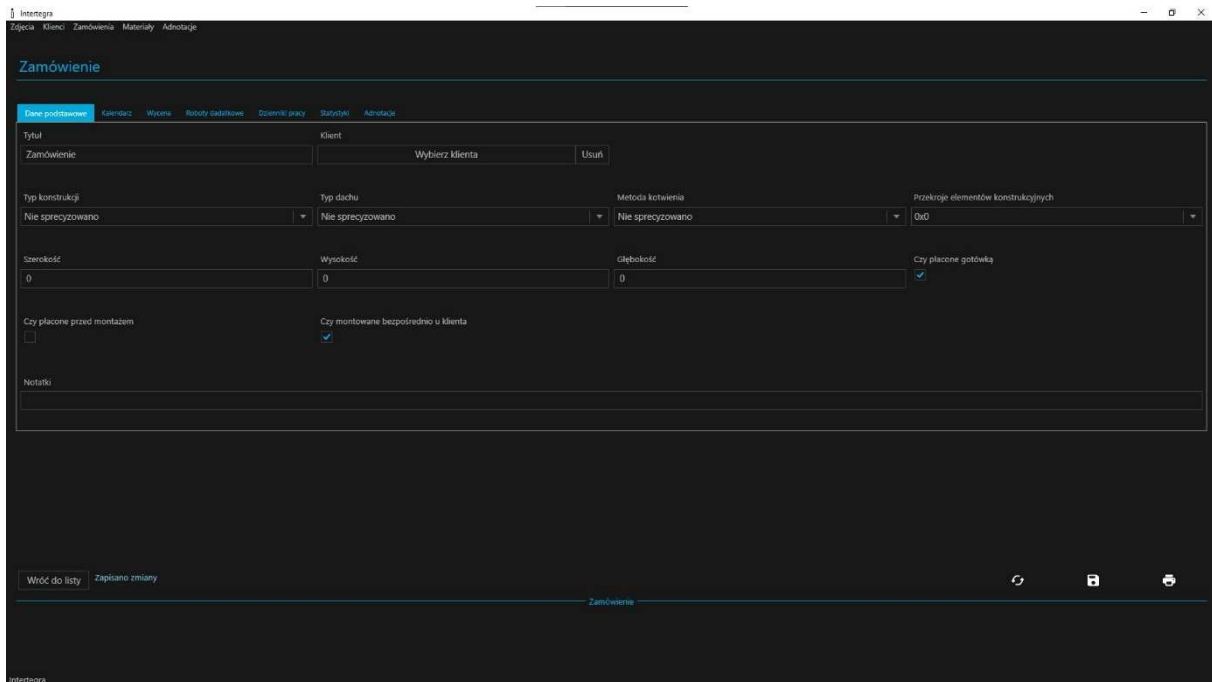 Intertegra
Zdjęcia Klienci Zamówienia Materiały Adnotacje
Zamówienie
Dane podstawowe Kalendarz Wycena Roboty dodatkowe Dzienniki pracy Statystyki Adnotacje
Tytuł Klient
Zamówienie Wybierz klienta Usuń
Typ konstrukcji Typ dachu Metoda kotwienia Przekroje elementów konstrukcyjnych
Nie sprecyzowano Nie sprecyzowano Nie sprecyzowano 0x0
Szerokość Wysokość Głębokość Czy płacone gotówką
0 0 0
Czy płacone przed montażem Czy montowane bezpośrednio u klienta
Notatki
Wróć do listy Zapisano zmiany
Zamówienie
Intertegra